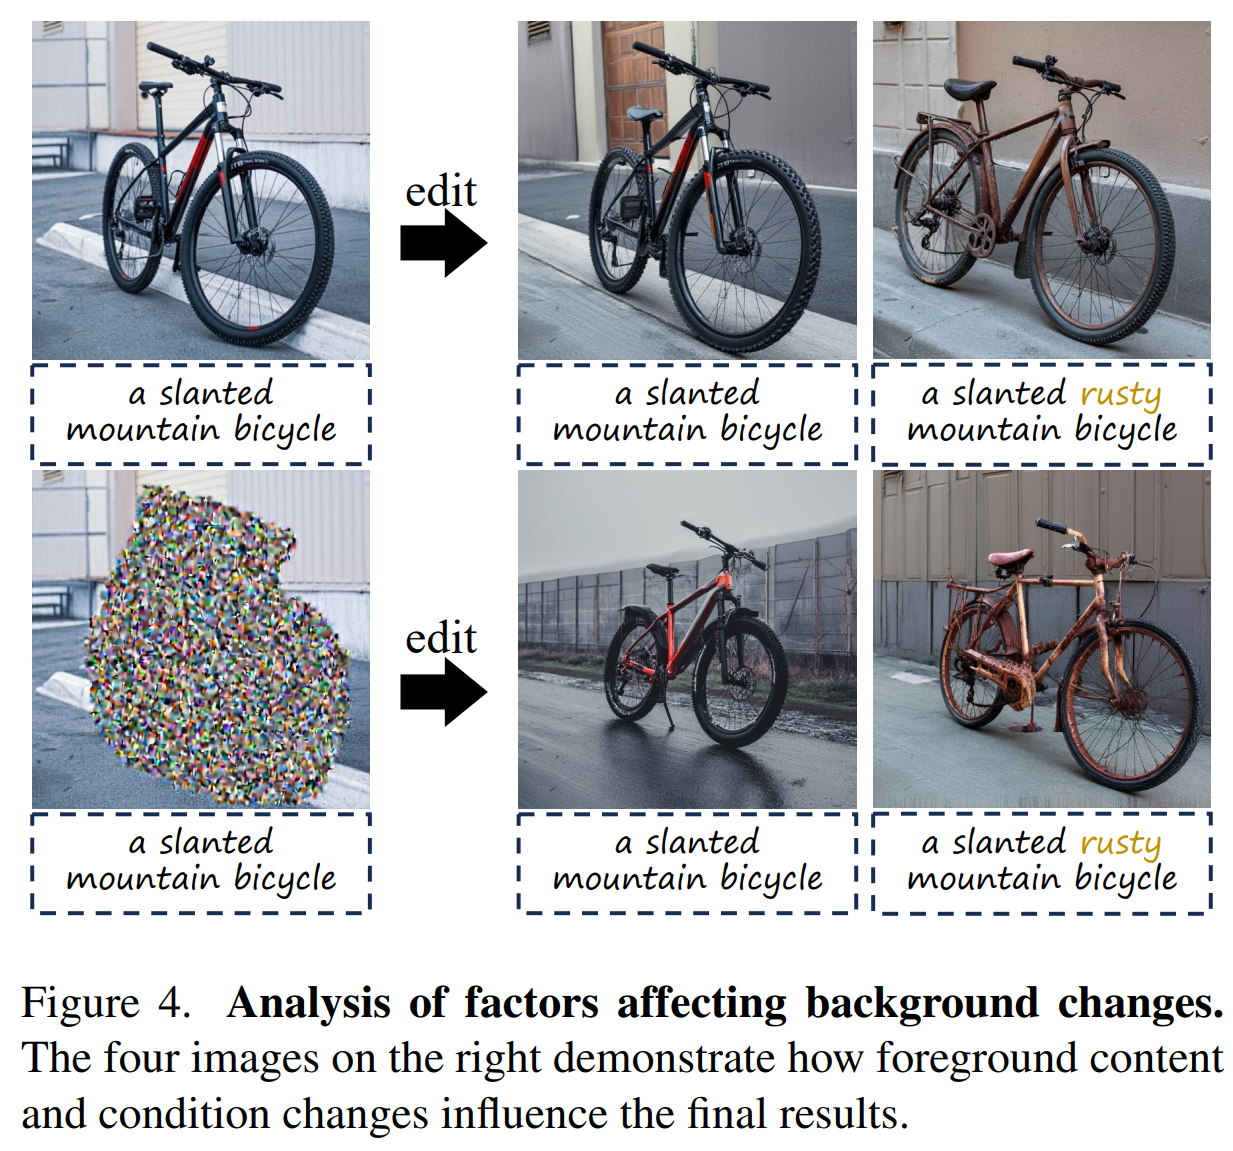 edit
a slanted
mountain bicycle
a slanted
mountain bicycle
a slanted rusty
mountain bicycle
edit
a slanted
mountain bicycle
a slanted
mountain bicycle
a slanted rusty
mountain bicycle
Figure 4. Analysis of factors affecting background changes.
The four images on the right demonstrate how foreground content
and condition changes influence the final results.